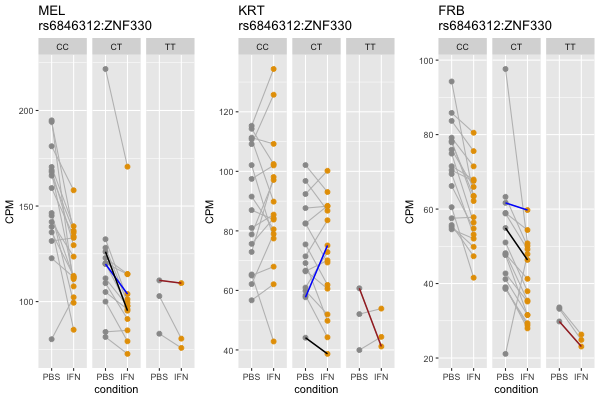 MEL
rs6846312:ZNF330
CC CT TT
CPM
200
150
100
PBS IFN PBS IFN PBS IFN
condition
KRT
rs6846312:ZNF330
CC CT TT
CPM
120
100
80
60
40
PBS IFN PBS IFN PBS IFN
condition
FRB
rs6846312:ZNF330
CC CT TT
CPM
100
80
60
40
20
PBS IFN PBS IFN PBS IFN
condition